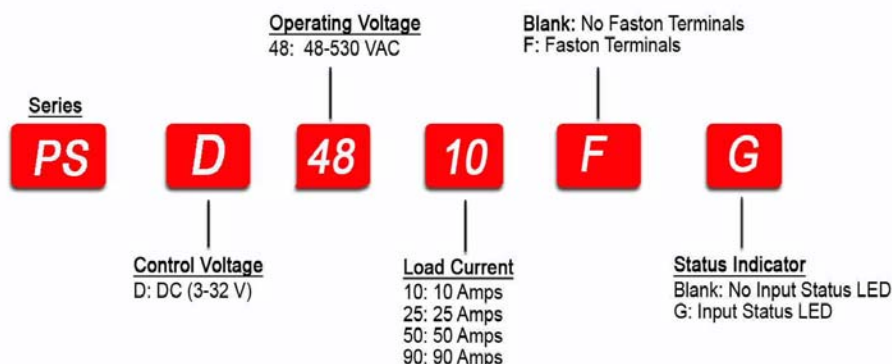 Operating Voltage
48: 48-530 VAC
Blank: No Faston Terminals
F: Faston Terminals
Series
PS D 48 10 F G
Control Voltage
D: DC (3-32 V)
Load Current
10: 10 Amps
25: 25 Amps
50: 50 Amps
90: 90 Amps
Status Indicator
Blank: No Input Status LED
G: Input Status LED